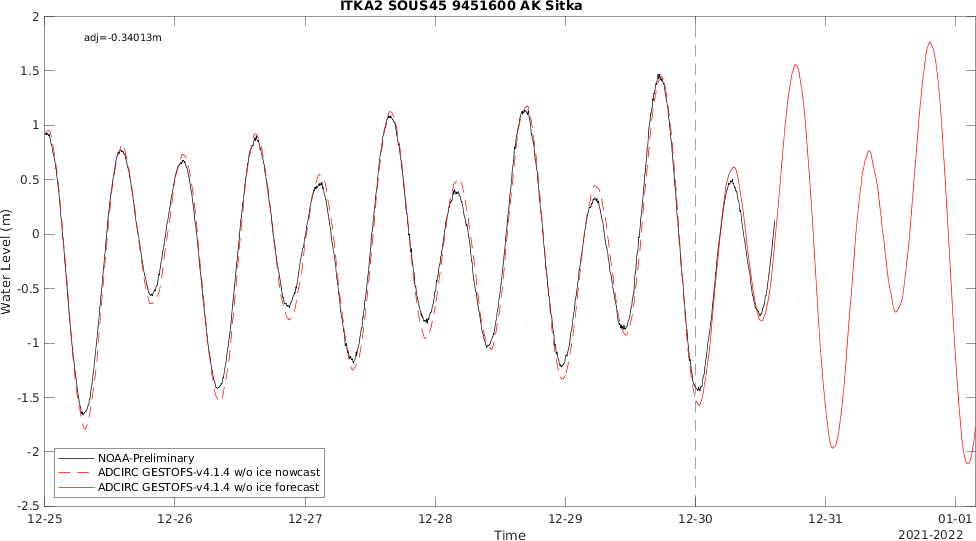 ITKA2 SOUS45 9451600 AK Sitka
adj=-0.34013m
2
1.5
1
0.5
0
-0.5
-1
-1.5
-2
-2.5
Water Level (m)
NOAA-Preliminary
ADCIRC GESTOFS-v4.1.4 w/o ice nowcast
ADCIRC GESTOFS-v4.1.4 w/o ice forecast
12-25 12-26 12-27 12-28 12-29 12-30 12-31 01-01
Time
2021-2022